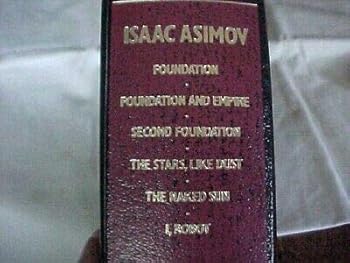 ISAAC ASIMOV
FOUNDATION
FOUNDATION AND EMPIRE
SECOND FOUNDATION
THE STARS, LIKE DUST
THE NAKED SUN
I, ROBOT